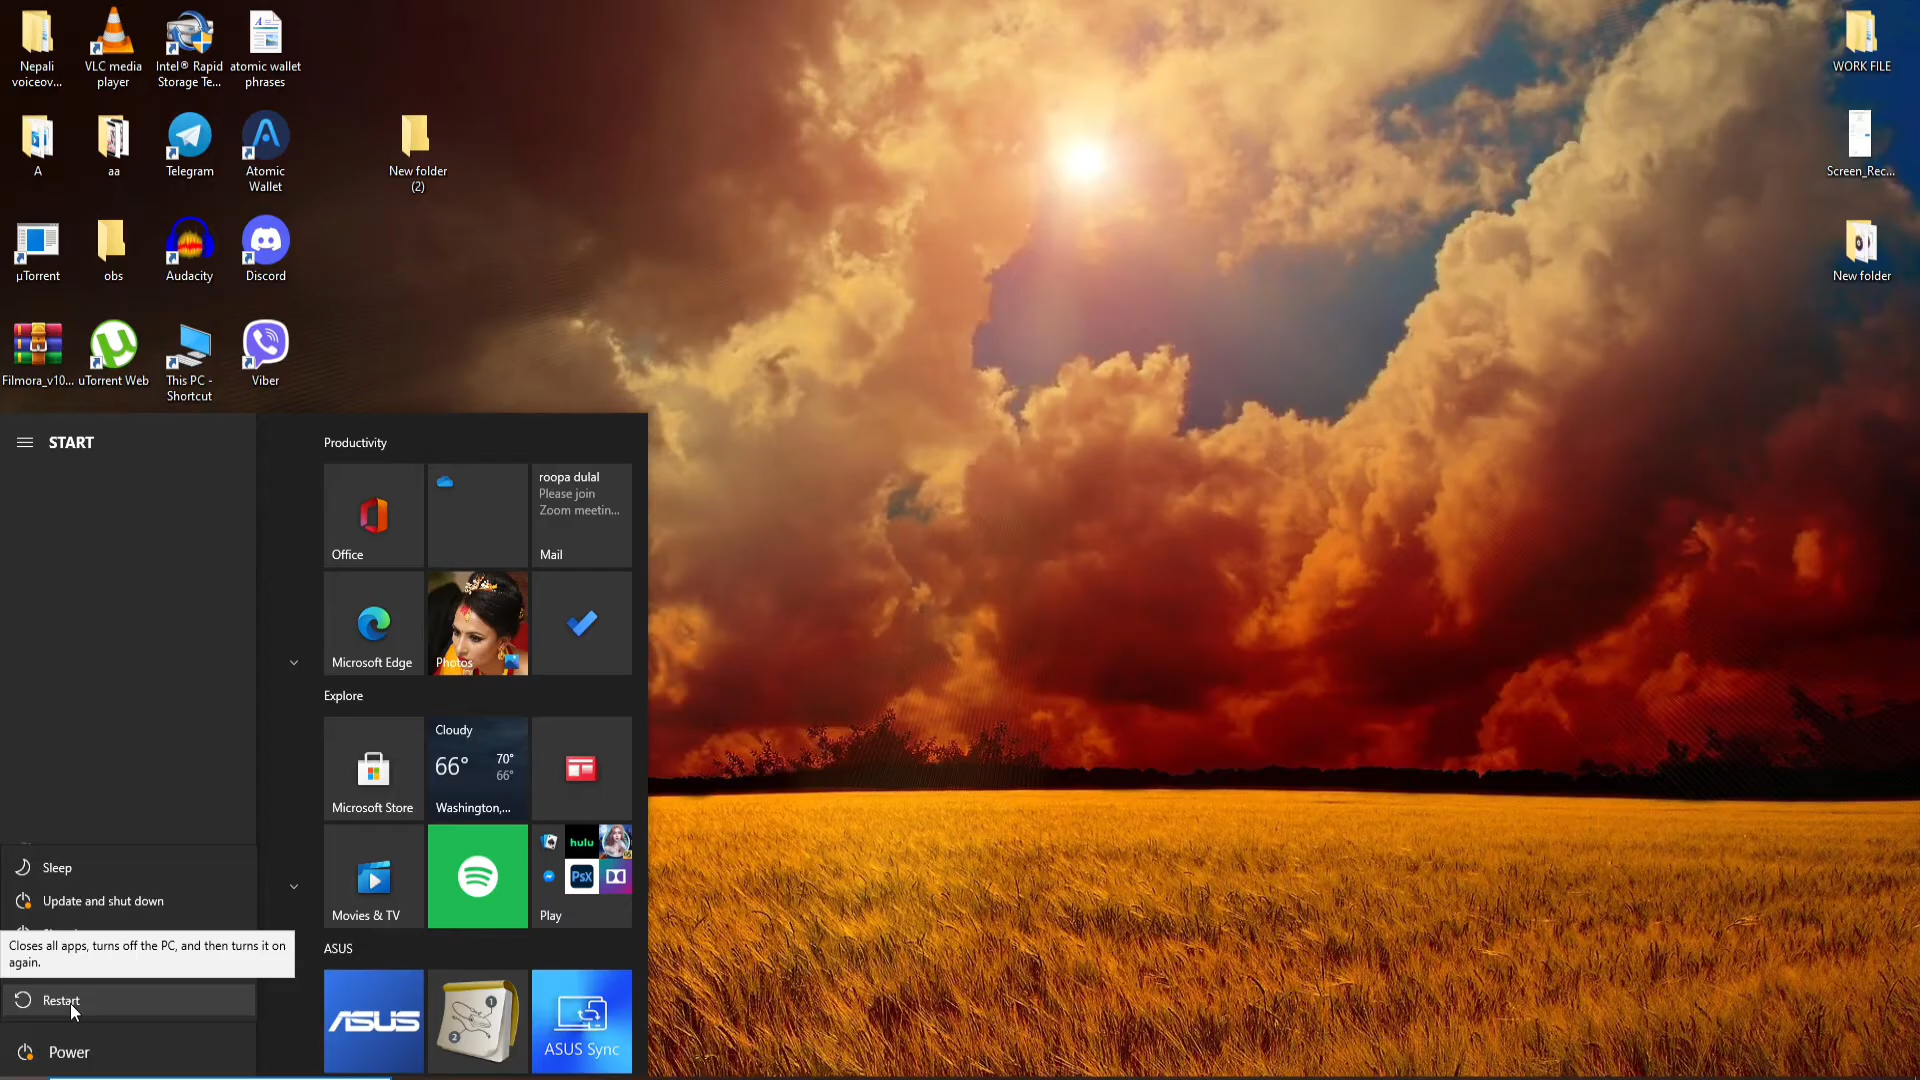 Nepali
voiceov...
VLC media
player
Intel® Rapid
Storage Te...
atomic wallet
phrases
WORK FILE
A
aa
Telegram
Atomic
Wallet
New folder
(2)
Screen_Rec...
µTorrent
obs
Audacity
Discord
New folder
Filmora_v10...
uTorrent Web
This PC -
Shortcut
Viber
START
Productivity
Office
roopa dulal
Please join
Zoom meetin...
Mail
Microsoft Edge
Photos
Explore
Microsoft Store
Cloudy
66°
70°
66°
Washington,...
Movies & TV
hulu
PsX
Play
ASUS
ASUS
1
2
ASUS Sync
Sleep
Update and shut down
Closes all apps, turns off the PC, and then turns it on
again.
Restart
Power